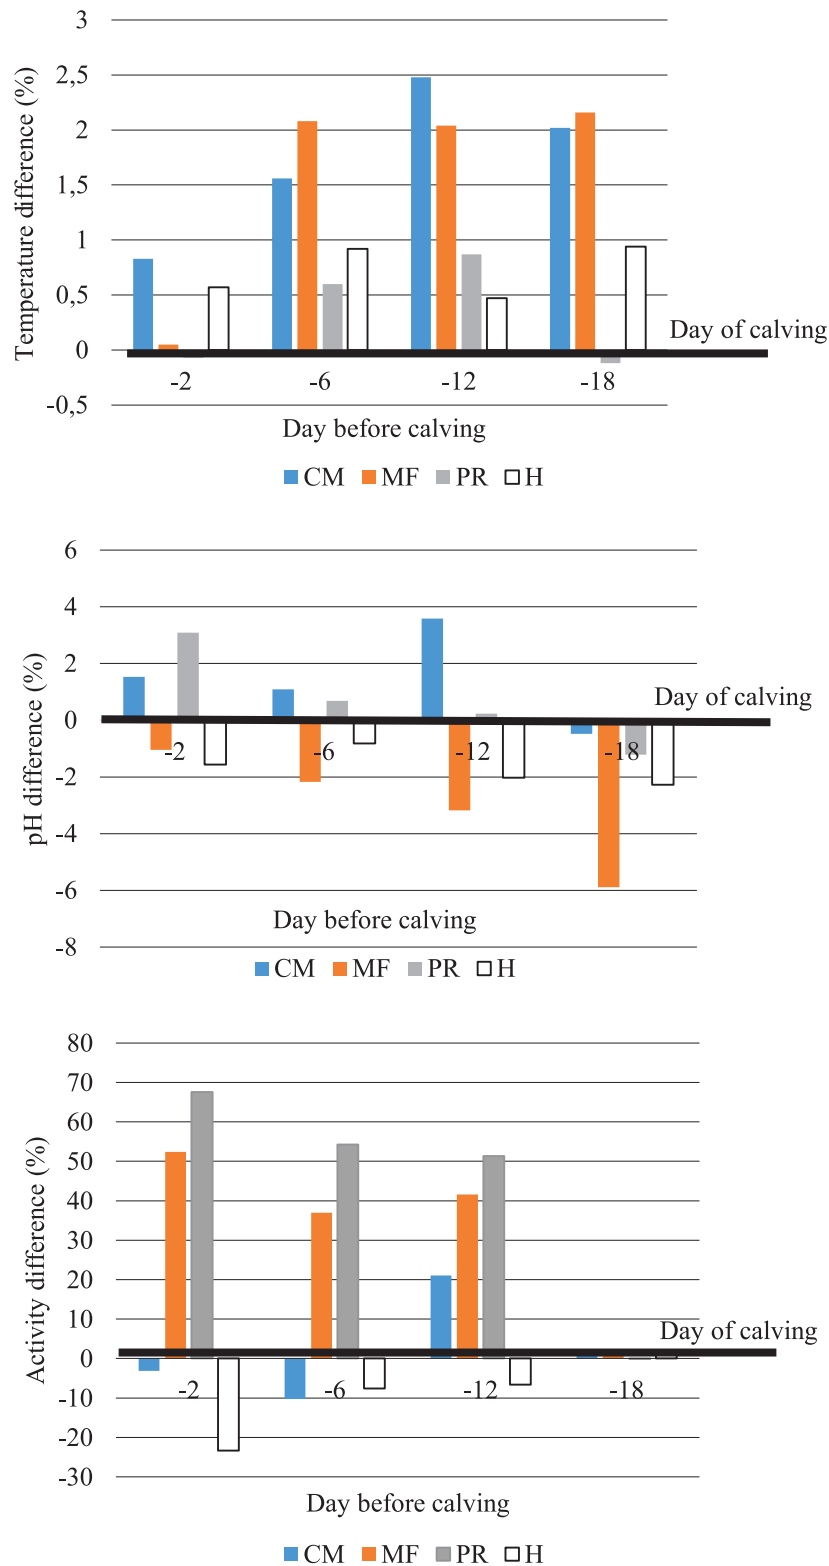 3
2,5
2
1,5
1
0,5
0
-0,5
Temperature difference (%)
Day of calving
-2 -6 -12 -18
Day before calving
CM MF PR H
6
4
2
0
-2
-4
-6
-8
pH difference (%)
Day of calving
-2 -6 -12 -18
Day before calving
CM MF PR H
80
70
60
50
40
30
20
10
0
-10
-20
-30
Activity difference (%)
Day of calving
-2 -6 -12 -18
Day before calving
CM MF PR H